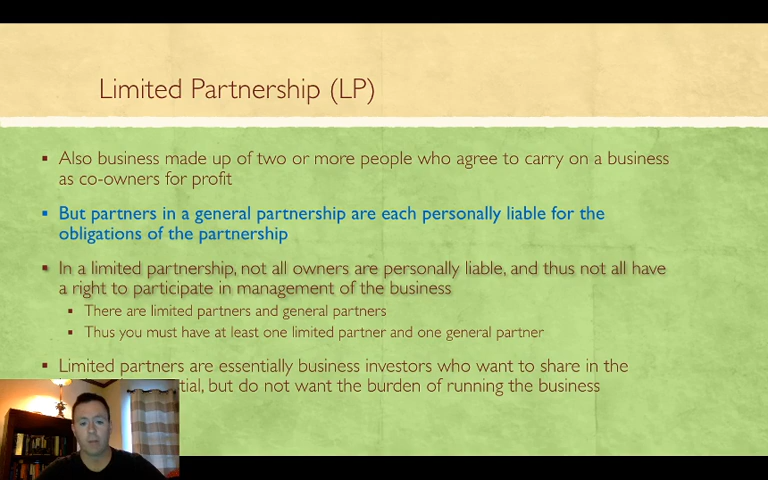 Limited Partnership (LP)
Also business made up of two or more people who agree to carry on a business
as co-owners for profit
But partners in a general partnership are each personally liable for the
obligations of the partnership
In a limited partnership, not all owners are personally liable, and thus not all have
a right to participate in management of the business
There are limited partners and general partners
Thus you must have at least one limited partner and one general partner
Limited partners are essentially business investors who want to share in the
but do not want the burden of running the business